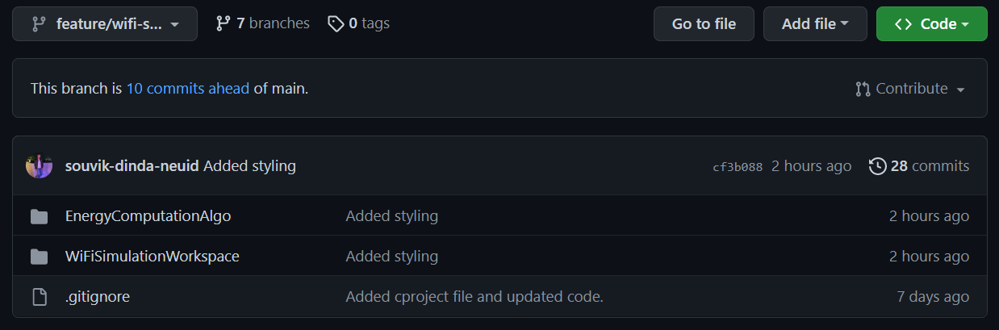 feature/wifi-s... 7 branches 0 tags Go to file Add file Code
This branch is 10 commits ahead of main. Contribute
souvik-dinda-neuid Added styling cf3b088 2 hours ago 28 commits
EnergyComputationAlgo Added styling 2 hours ago
WiFiSimulationWorkspace Added styling 2 hours ago
.gitignore Added cproject file and updated code. 7 days ago